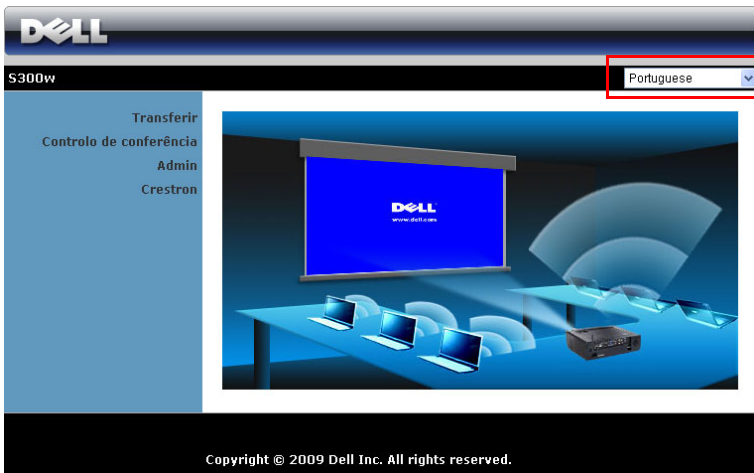 DELL
S300w
Portuguese
Transferir
Controlo de conferência
Admin
Crestron
DELL
www.dell.com
Copyright © 2009 Dell Inc. All rights reserved.